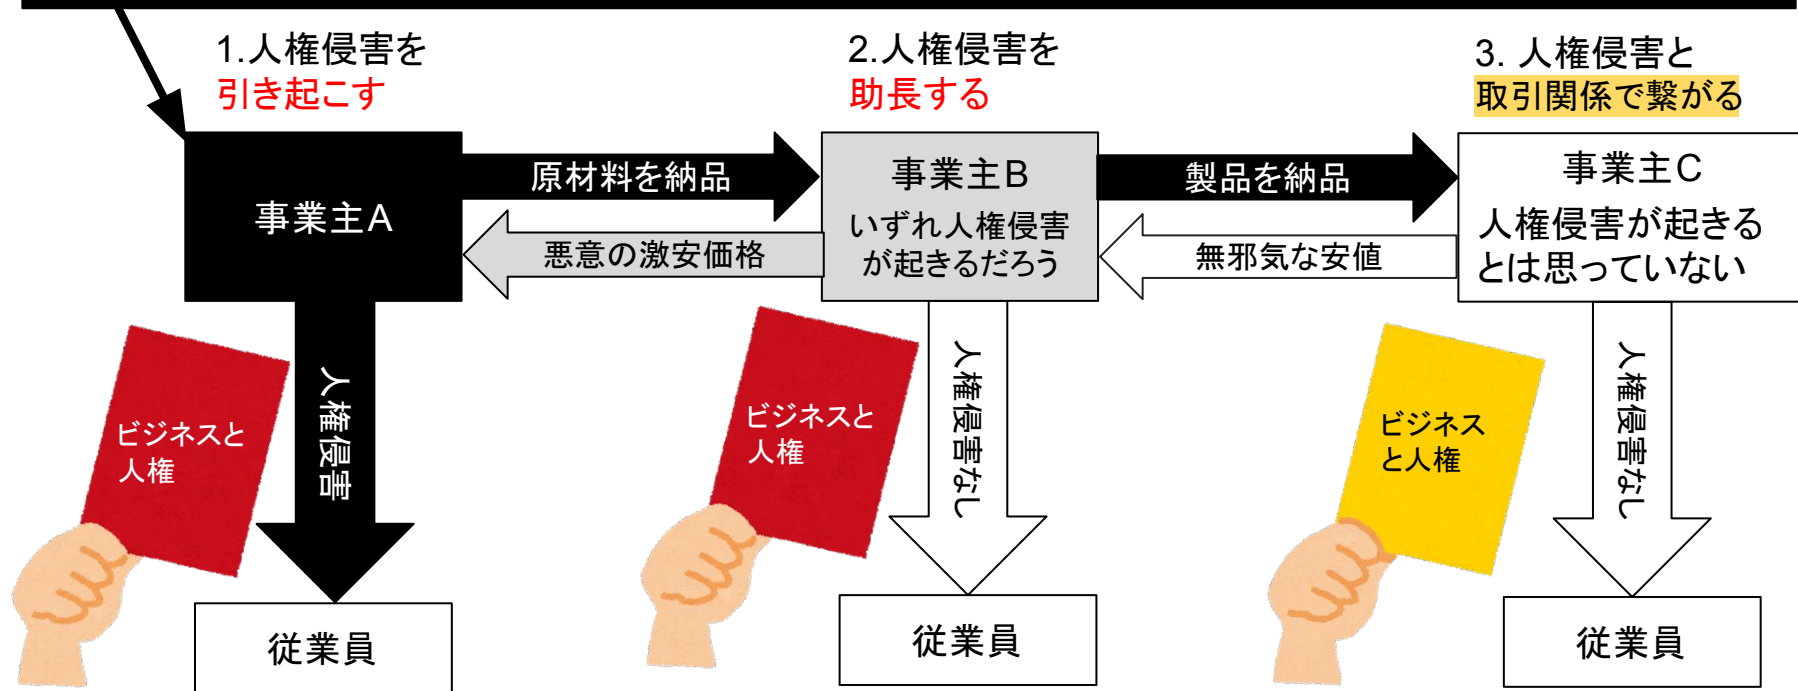 1.人権侵害を
引き起こす
2.人権侵害を
助長する
3. 人権侵害と
取引関係で繋がる
事業主A
原材料を納品
悪意の激安価格
事業主B
いずれ人権侵害
が起きるだろう
製品を納品
無邪気な安値
事業主C
人権侵害が起きる
とは思っていない
ビジネスと
人権
人権侵害
ビジネスと
人権
人権侵害なし
ビジネス
と人権
人権侵害なし
従業員
従業員
従業員